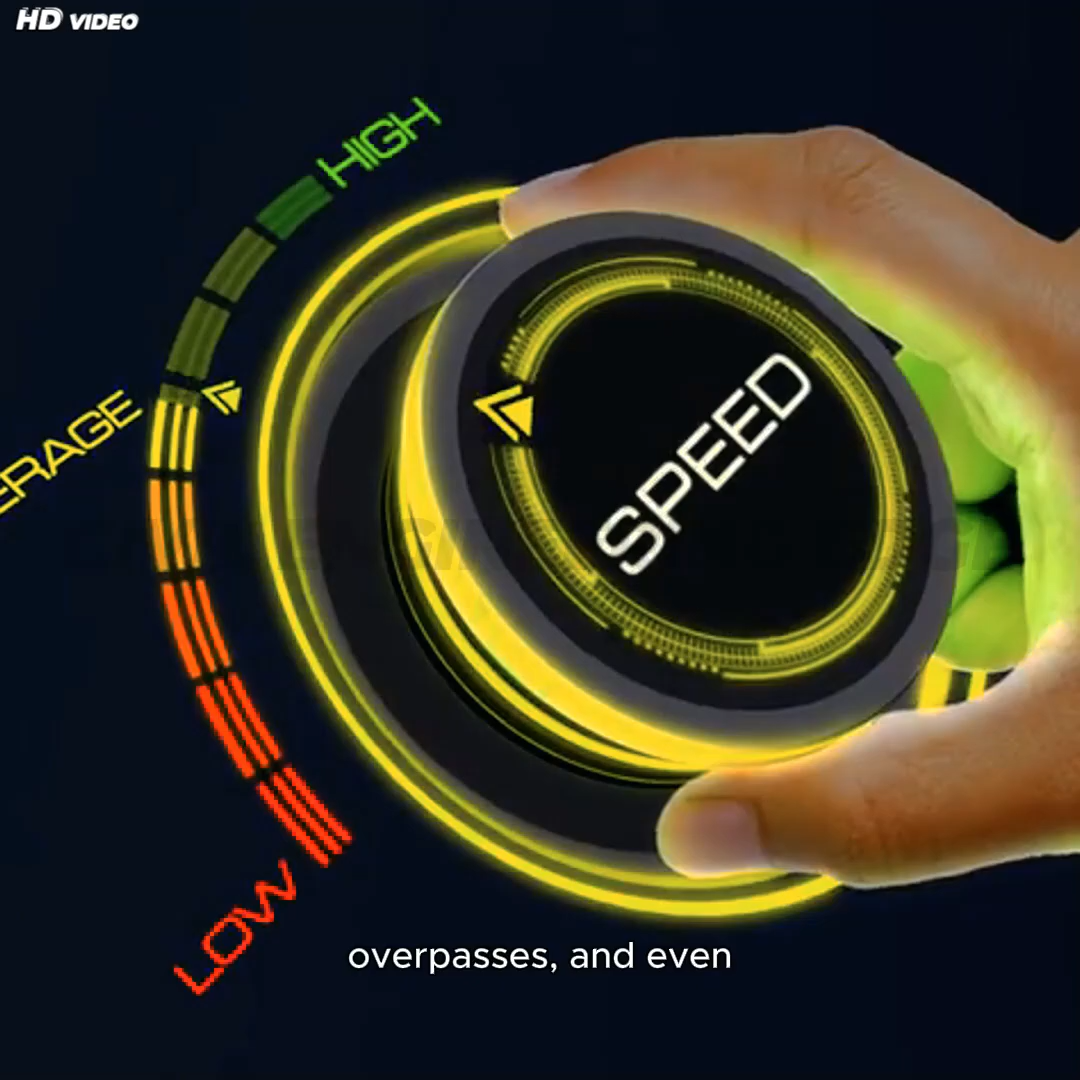 HD VIDEO
HIGH
ERAGE
SPEED
LOW
overpasses, and even